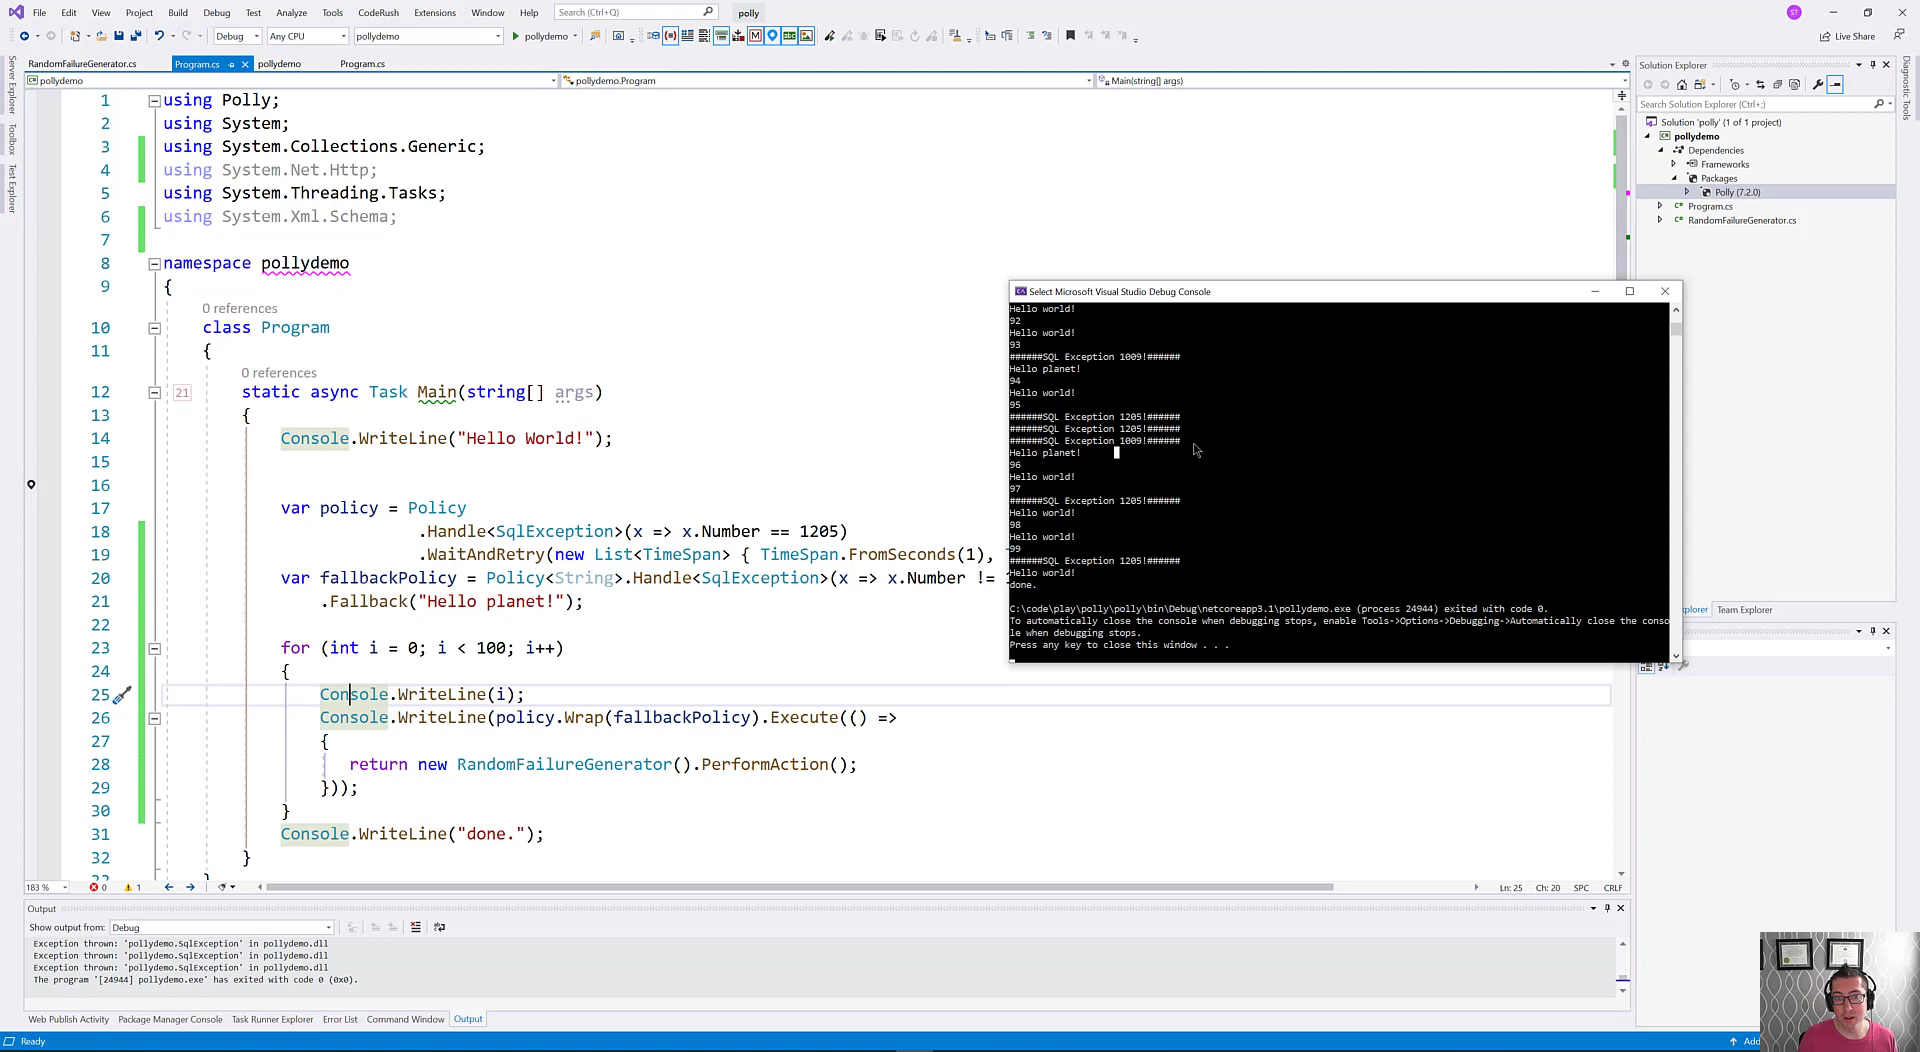 File Edit View Project Build Debug Test Analyze Tools CodeRush Extensions Window Help Search (Ctrl+Q) polly ST
Debug Any CPU pollydemo pollydemo Live Share
RandomFailureGenerator.cs Program.cs pollydemo Program.cs
pollydemo pollydemo.Program Main(string[] args)
Server Explorer
Toolbox
Test Explorer
1 using Polly;
2 using System;
3 using System.Collections.Generic;
4 using System.Net.Http;
5 using System.Threading.Tasks;
6 using System.Xml.Schema;
7
8 namespace pollydemo
9 {
0 references
10 class Program
11 {
0 references
12 21 static async Task Main(string[] args)
13 {
14 Console.WriteLine("Hello World!");
15
16
17 var policy = Policy
18 .Handle<SqlException>(x => x.Number == 1205)
19 .WaitAndRetry(new List<TimeSpan> { TimeSpan.FromSeconds(1),
20 var fallbackPolicy = Policy<String>.Handle<SqlException>(x => x.Number !=
21 .Fallback("Hello planet!");
22
23 for (int i = 0; i < 100; i++)
24 {
25 Console.WriteLine(i);
26 Console.WriteLine(policy.Wrap(fallbackPolicy).Execute(() =>
27 {
28 return new RandomFailureGenerator().PerformAction();
29 }));
30 }
31 Console.WriteLine("done.");
32 }
183 % 0 1 Ln: 25 Ch: 20 SPC CRLF
Select Microsoft Visual Studio Debug Console
Hello world!
92
Hello world!
93
######SQL Exception 1009!######
Hello planet!
94
Hello world!
95
######SQL Exception 1205!######
######SQL Exception 1205!######
######SQL Exception 1009!######
Hello planet!
96
Hello world!
97
######SQL Exception 1205!######
Hello world!
98
Hello world!
99
######SQL Exception 1205!######
Hello world!
done.
C:\code\play\polly\polly\bin\Debug\netcoreapp3.1\pollydemo.exe (process 24944) exited with code 0.
To automatically close the console when debugging stops, enable Tools->Options->Debugging->Automatically close the conso
le when debugging stops.
Press any key to close this window . . .
Solution Explorer
Search Solution Explorer (Ctrl+;)
Solution 'polly' (1 of 1 project)
pollydemo
Dependencies
Frameworks
Packages
Polly (7.2.0)
Program.cs
RandomFailureGenerator.cs
plorer Team Explorer
Diagnostic Tools
Output
Show output from: Debug
Exception thrown: 'pollydemo.SqlException' in pollydemo.dll
Exception thrown: 'pollydemo.SqlException' in pollydemo.dll
Exception thrown: 'pollydemo.SqlException' in pollydemo.dll
The program '[24944] pollydemo.exe' has exited with code 0 (0x0).
Web Publish Activity Package Manager Console Task Runner Explorer Error List Command Window Output
Ready Add